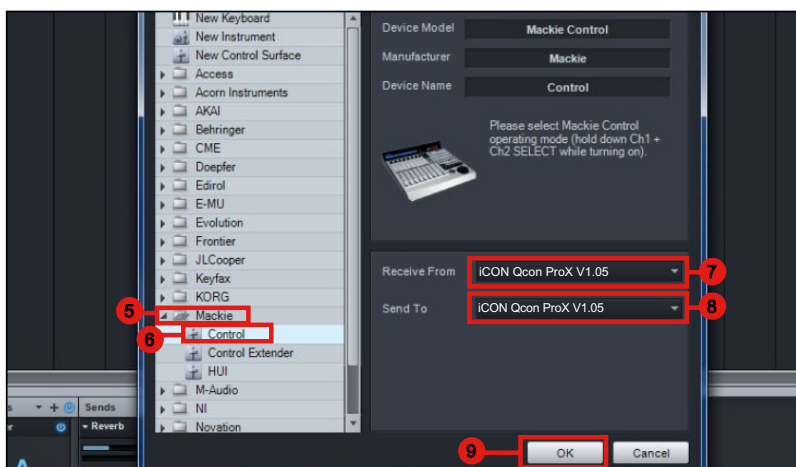 New Keyboard
New Instrument
New Control Surface
Access
Acorn Instruments
AKAI
Behringer
CME
Doepfer
Edirol
E-MU
Evolution
Frontier
JLCooper
Keyfax
KORG
5 Mackie
6 Control
Control Extender
HUI
M-Audio
NI
Novation
Device Model Mackie Control
Manufacturer Mackie
Device Name Control
Please select Mackie Control
operating mode (hold down Ch1 +
Ch2 SELECT while turning on).
Receive From iCON Qcon ProX V1.05 7
Send To iCON Qcon ProX V1.05 8
9 OK Cancel
Sends
Reverb